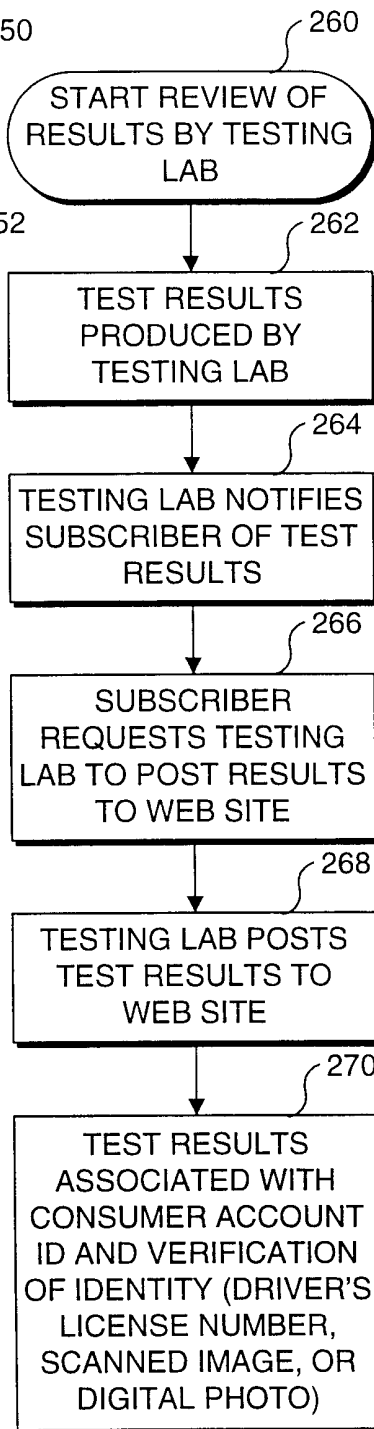 50
260
START REVIEW OF
RESULTS BY TESTING
LAB
52
262
TEST RESULTS
PRODUCED BY
TESTING LAB
264
TESTING LAB NOTIFIES
SUBSCRIBER OF TEST
RESULTS
266
SUBSCRIBER
REQUESTS TESTING
LAB TO POST RESULTS
TO WEB SITE
268
TESTING LAB POSTS
TEST RESULTS TO
WEB SITE
270
TEST RESULTS
ASSOCIATED WITH
CONSUMER ACCOUNT
ID AND VERIFICATION
OF IDENTITY (DRIVER'S
LICENSE NUMBER,
SCANNED IMAGE, OR
DIGITAL PHOTO)